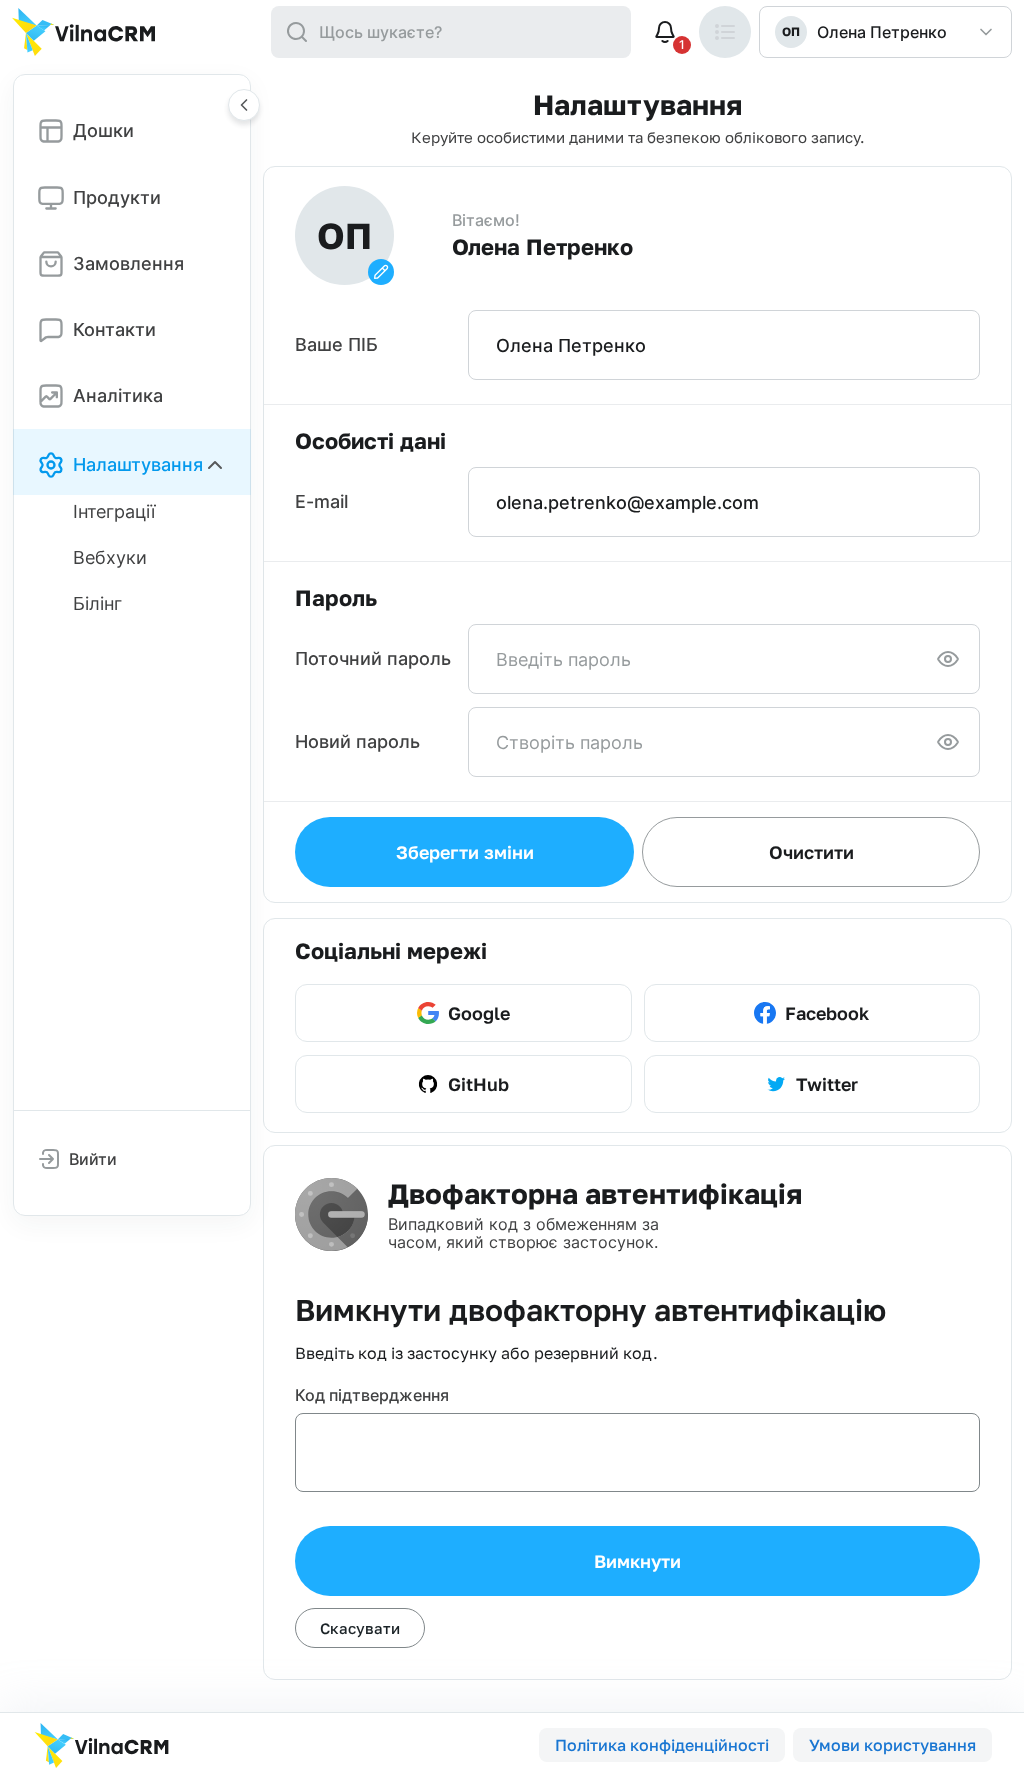 VilnaCRM
Щось шукаєте?
1
ОП
Олена Петренко
Дошки
Продукти
Замовлення
Контакти
Аналітика
Налаштування
Інтеграції
Вебхуки
Білінг
Вийти
Налаштування
Керуйте особистими даними та безпекою облікового запису.
ОП
Вітаємо!
Олена Петренко
Ваше ПІБ
Олена Петренко
Особисті дані
E-mail
olena.petrenko@example.com
Пароль
Поточний пароль
Введіть пароль
Новий пароль
Створіть пароль
Зберегти зміни
Очистити
Соціальні мережі
Google
Facebook
GitHub
Twitter
Двофакторна автентифікація
Випадковий код з обмеженням за
часом, який створює застосунок.
Вимкнути двофакторну автентифікацію
Введіть код із застосунку або резервний код.
Код підтвердження
Вимкнути
Скасувати
VilnaCRM
Політика конфіденційності
Умови користування